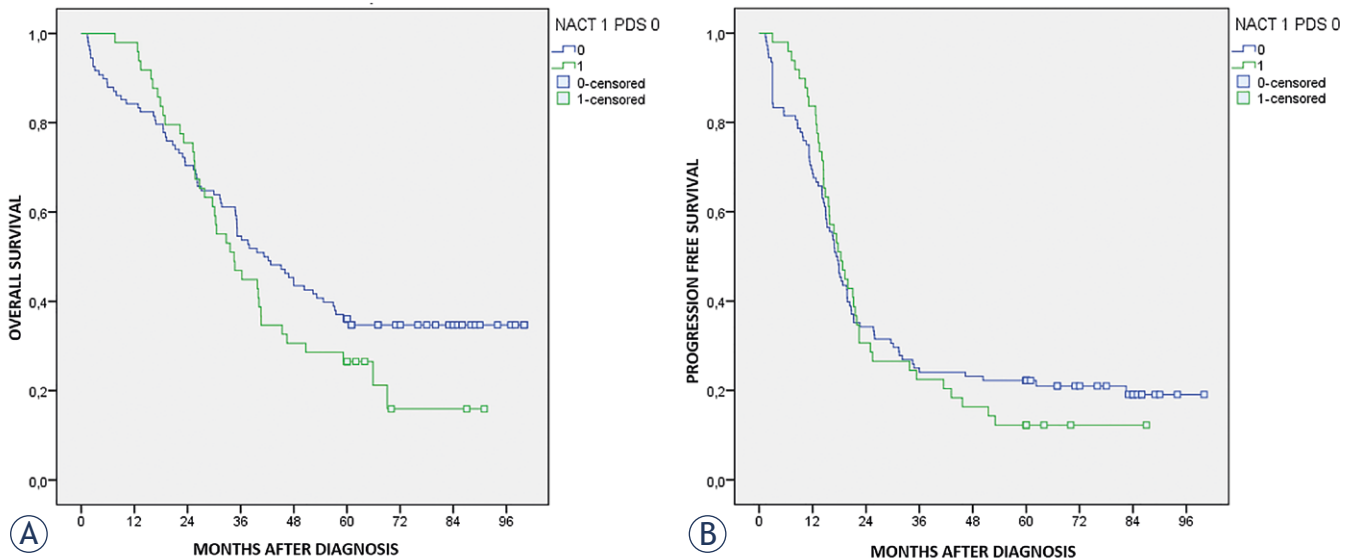 NACT 1 PDS 0
0
1
0-censored
1-censored
1,0
0,8
0,6
0,4
0,2
0,0
OVERALL SURVIVAL
0 12 24 36 48 60 72 84 96
MONTHS AFTER DIAGNOSIS
A
NACT 1 PDS 0
0
1
0-censored
1-censored
1,0
0,8
0,6
0,4
0,2
0,0
PROGRESSION FREE SURVIVAL
0 12 24 36 48 60 72 84 96
MONTHS AFTER DIAGNOSIS
B